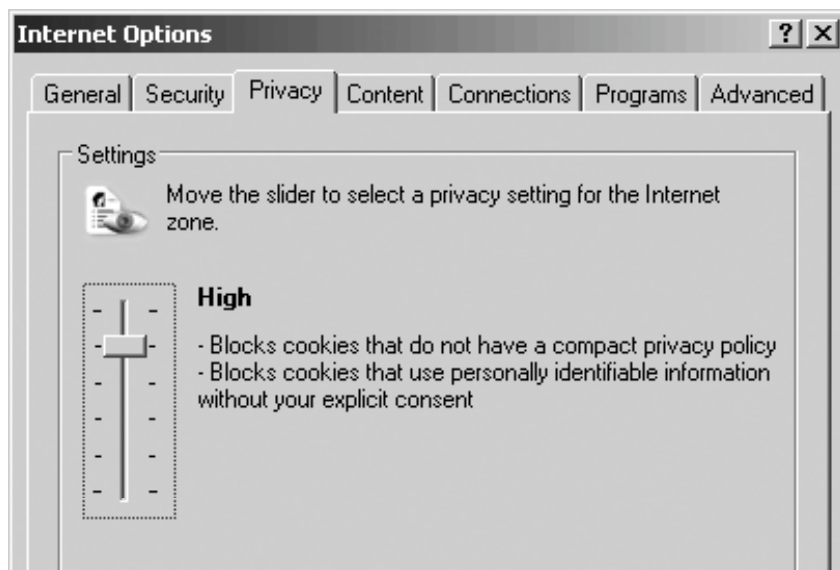 Internet Options
General Security Privacy Content Connections Programs Advanced
Settings
Move the slider to select a privacy setting for the Internet
zone.
High
- Blocks cookies that do not have a compact privacy policy
- Blocks cookies that use personally identifiable information
without your explicit consent